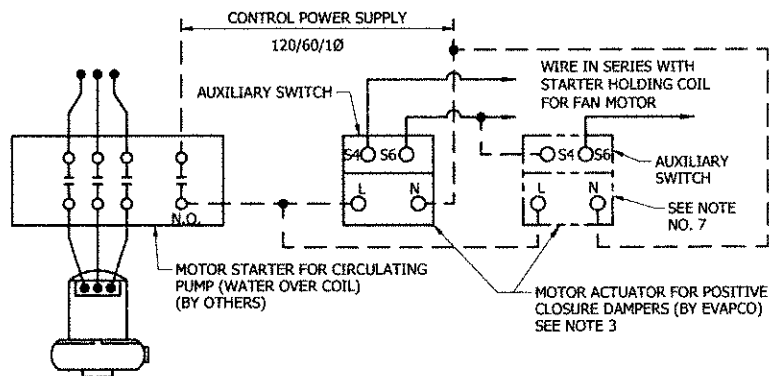 CONTROL POWER SUPPLY
120/60/1Ø
AUXILIARY SWITCH
WIRE IN SERIES WITH
STARTER HOLDING COIL
FOR FAN MOTOR
S4 S6
S4 S6
AUXILIARY
SWITCH
L N
L N
N.O.
SEE NOTE
NO. 7
MOTOR STARTER FOR CIRCULATING
PUMP (WATER OVER COIL)
(BY OTHERS)
MOTOR ACTUATOR FOR POSITIVE
CLOSURE DAMPERS (BY EVAPCO)
SEE NOTE 3